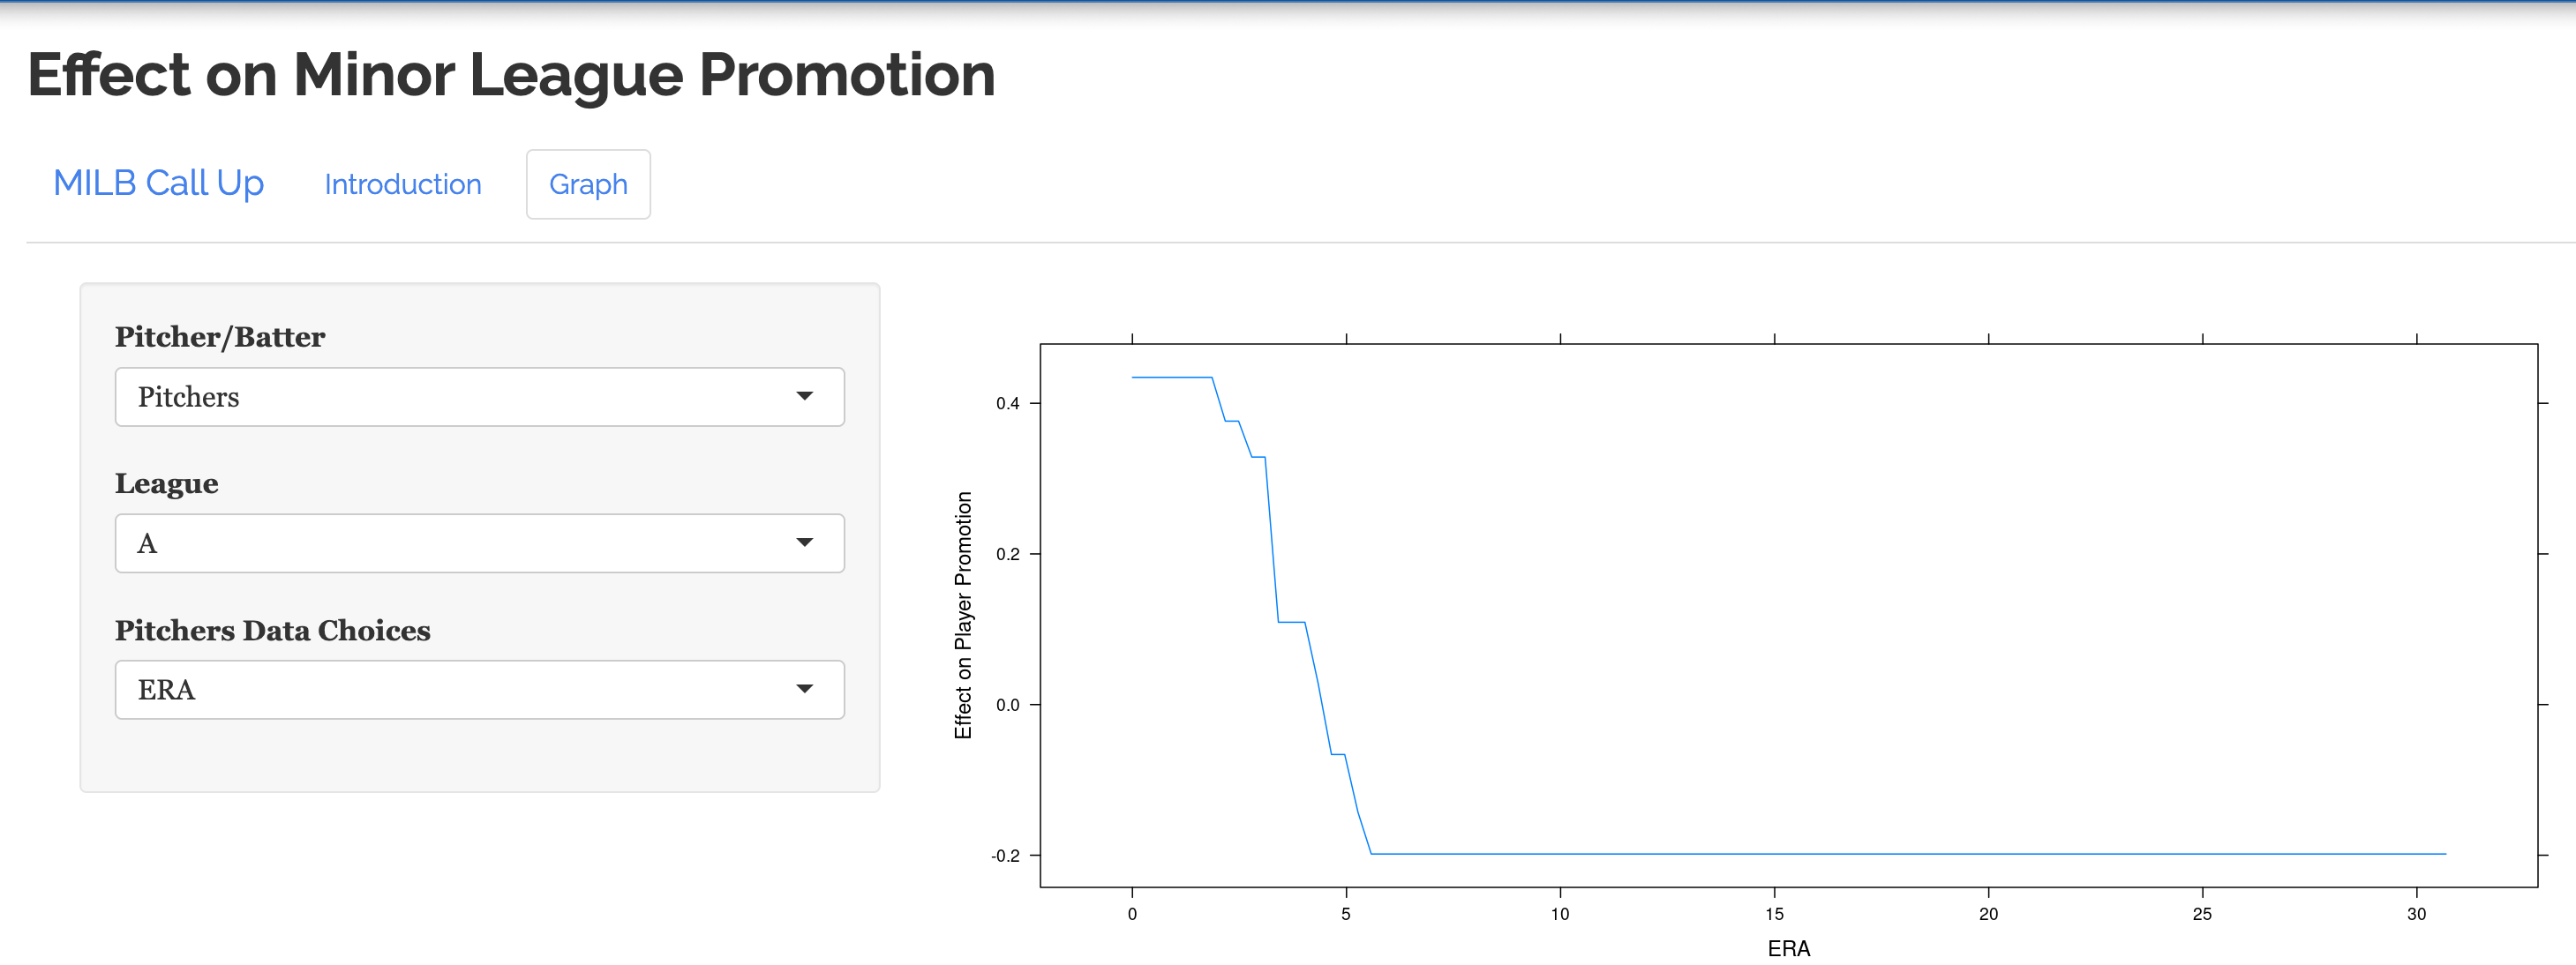 Effect on Minor League Promotion
MILB Call Up Introduction Graph
Pitcher/Batter
Pitchers
League
A
Pitchers Data Choices
ERA
Effect on Player Promotion
0.4
0.2
0.0
-0.2
0 5 10 15 20 25 30
ERA